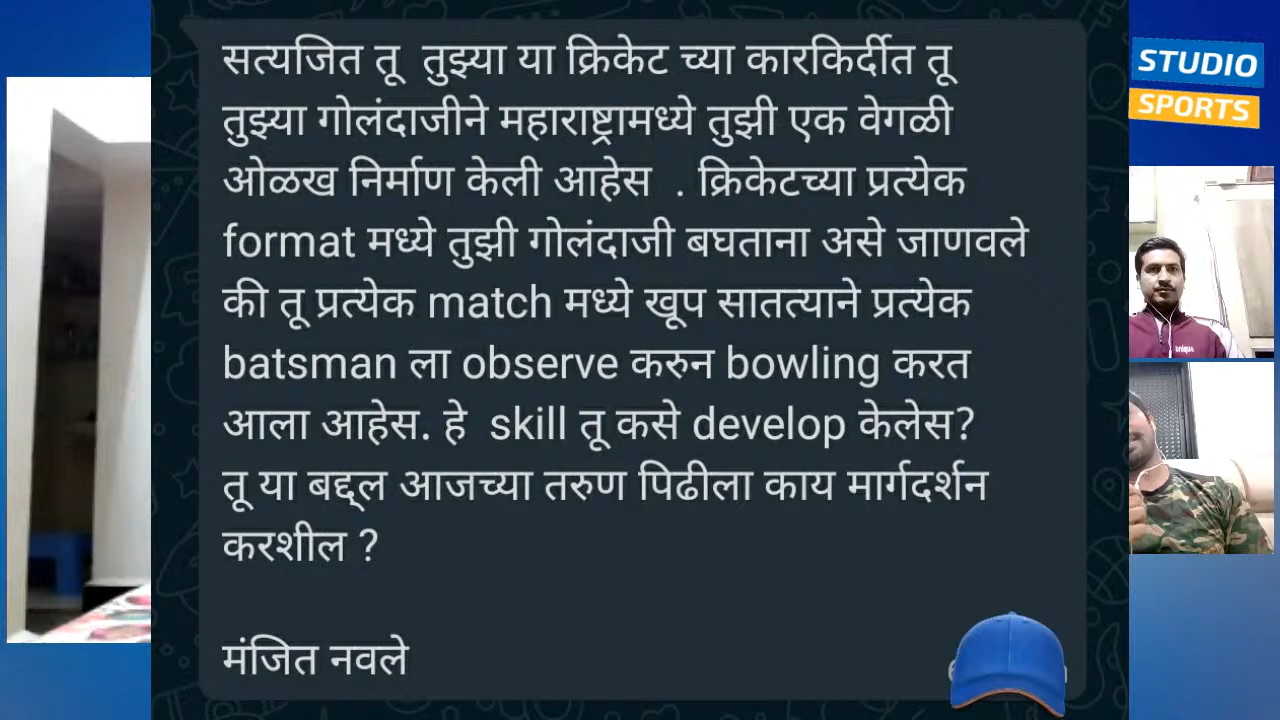 सत्यजित तू तुझ्या या क्रिकेट च्या कारकिर्दीत तू
तुझ्या गोलंदाजीने महाराष्ट्रामध्ये तुझी एक वेगळी
ओळख निर्माण केली आहेस . क्रिकेटच्या प्रत्येक
format मध्ये तुझी गोलंदाजी बघताना असे जाणवले
की तू प्रत्येक match मध्ये खूप सातत्याने प्रत्येक
batsman ला observe करुन bowling करत
आला आहेस. हे skill तू कसे develop केलेस?
तू या बद्द्ल आजच्या तरुण पिढीला काय मार्गदर्शन
करशील ?
मंजित नवले
STUDIO
SPORTS
unique